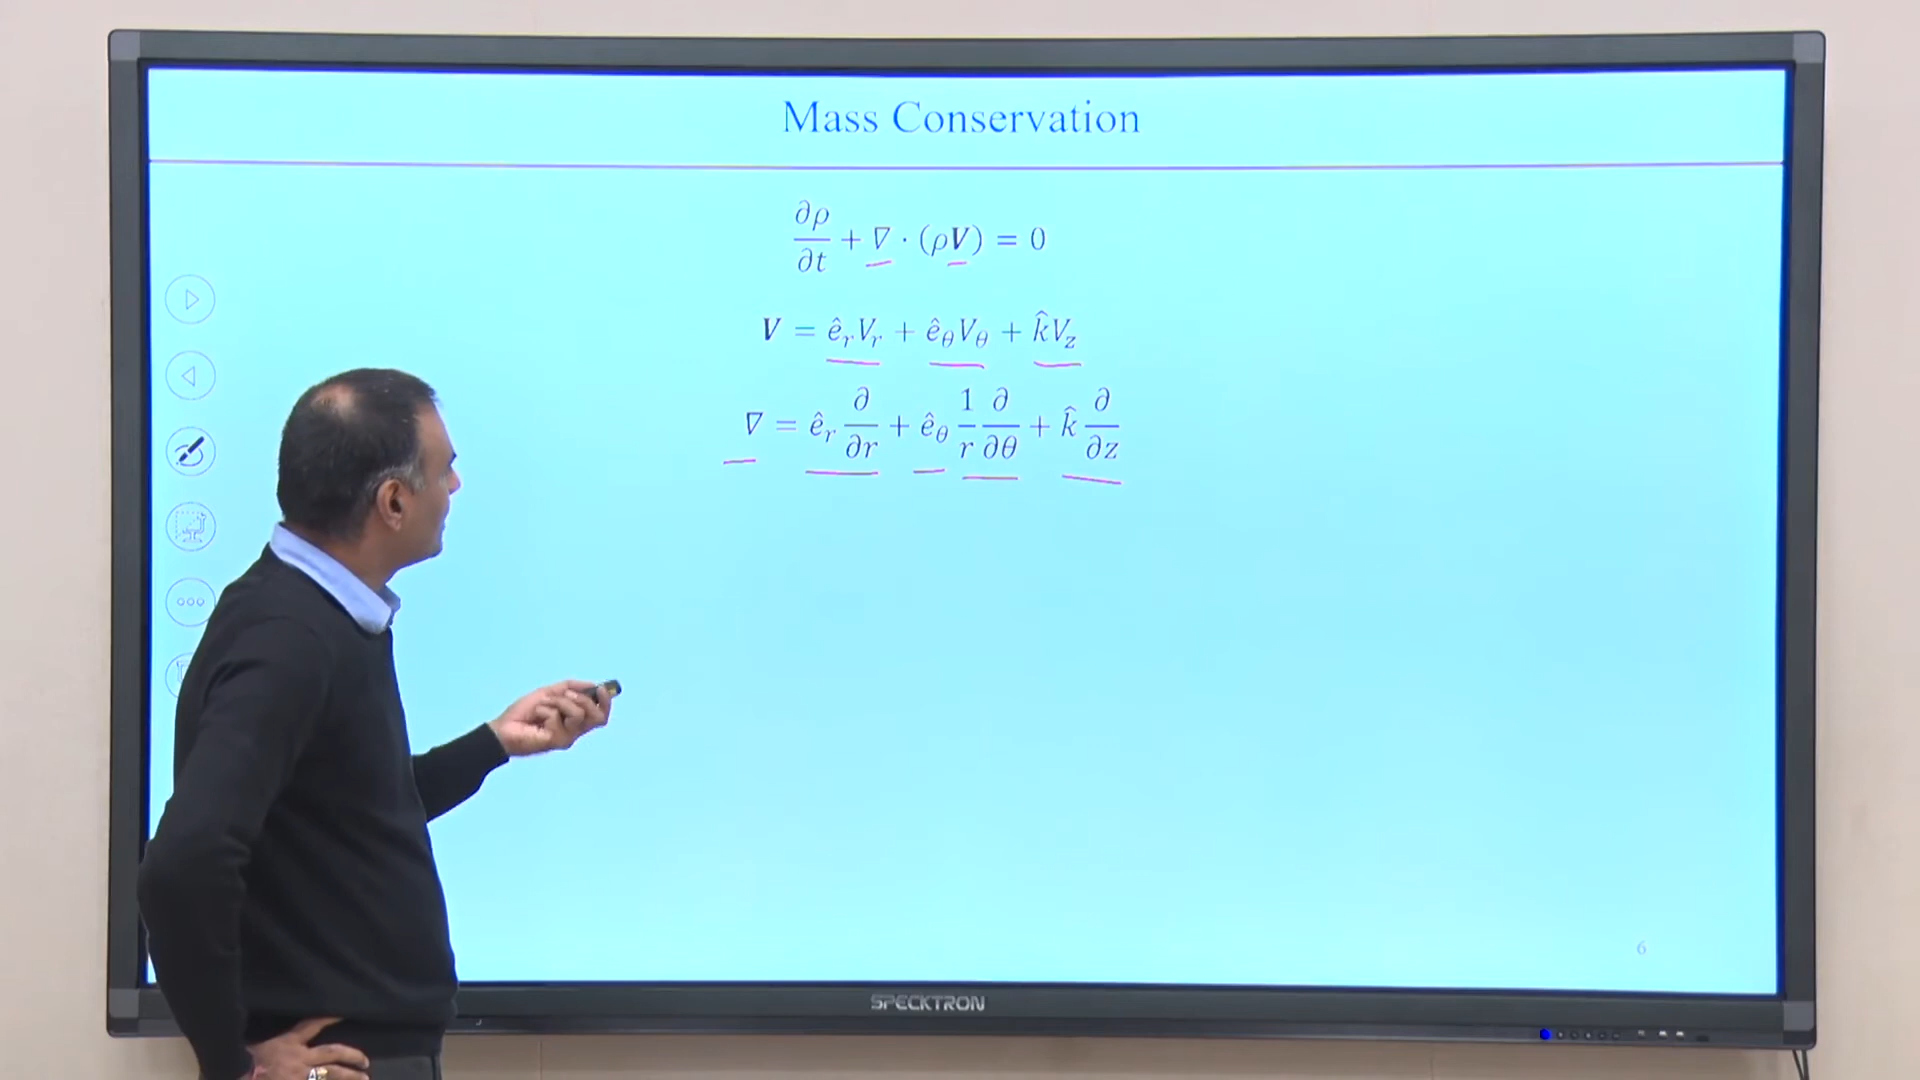 Mass Conservation
∂ρ/∂t + ∇ · (ρV) = 0
V = ê_r V_r + ê_θ V_θ + k̂ V_z
∇ = ê_r ∂/∂r + ê_θ 1/r ∂/∂θ + k̂ ∂/∂z
6
SPECKTRON